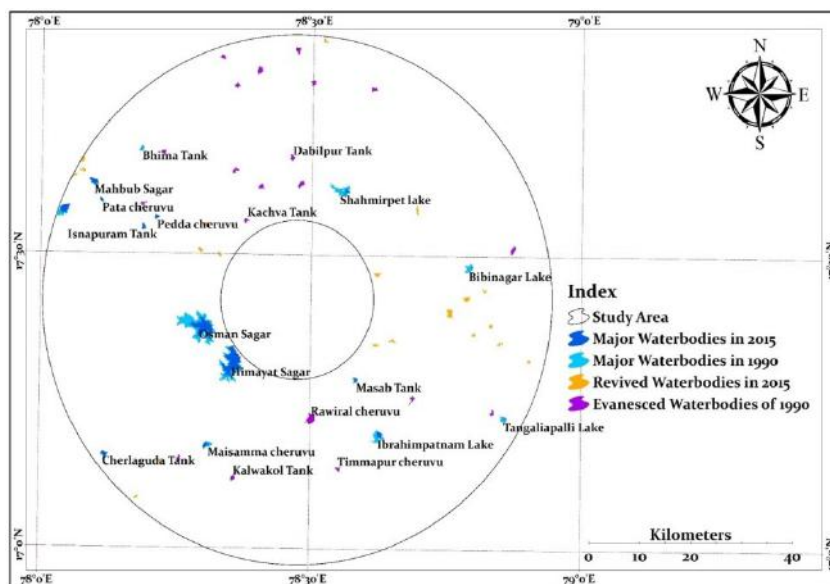 78°0'E
78°30'E
79°0'E
N
W
E
S
Bhima Tank
Dabilpur Tank
Mahbub Sagar
Shahmirpet lake
Pata cheruvu
Kachva Tank
Pedda cheruvu
Isnapuram Tank
17°30'N
Bibinagar Lake
Index
Study Area
Osman Sagar
Major Waterbodies in 2015
Major Waterbodies in 1990
Himayat Sagar
Revived Waterbodies in 2015
Masab Tank
Evanesced Waterbodies of 1990
Rawiral cheruvu
Tangaliapalli Lake
Ibrahimpatnam Lake
Maisamma cheruvu
Cherlaguda Tank
Timmapur cheruvu
Kalwakol Tank
Kilometers
0 10 20 40
17°0'N
78°0'E
78°30'E
79°0'E